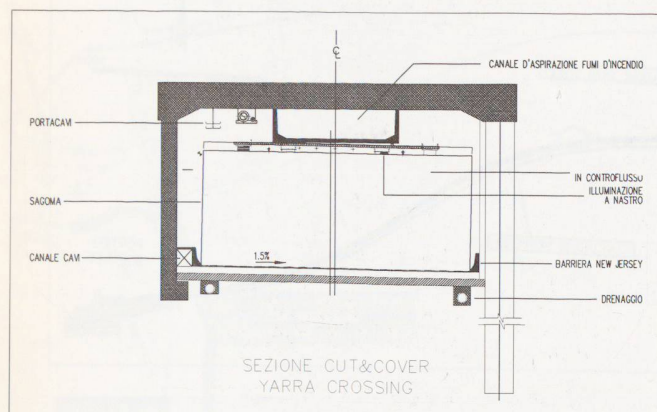 CL
CANALE D'ASPIRAZIONE FUMI D'INCENDIO
PORTACAVI
IN CONTROFLUSSO
ILLUMINAZIONE
A NASTRO
SAGOMA
CANALE CAVI
1.5%
BARRIERA NEW JERSEY
DRENAGGIO
SEZIONE CUT&COVER
YARRA CROSSING